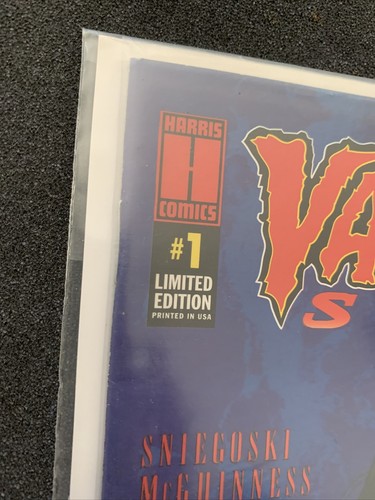 HARRIS
H
COMICS
#1
LIMITED
EDITION
PRINTED IN USA
VA
S
SNIEGOSKI
McGUINNESS